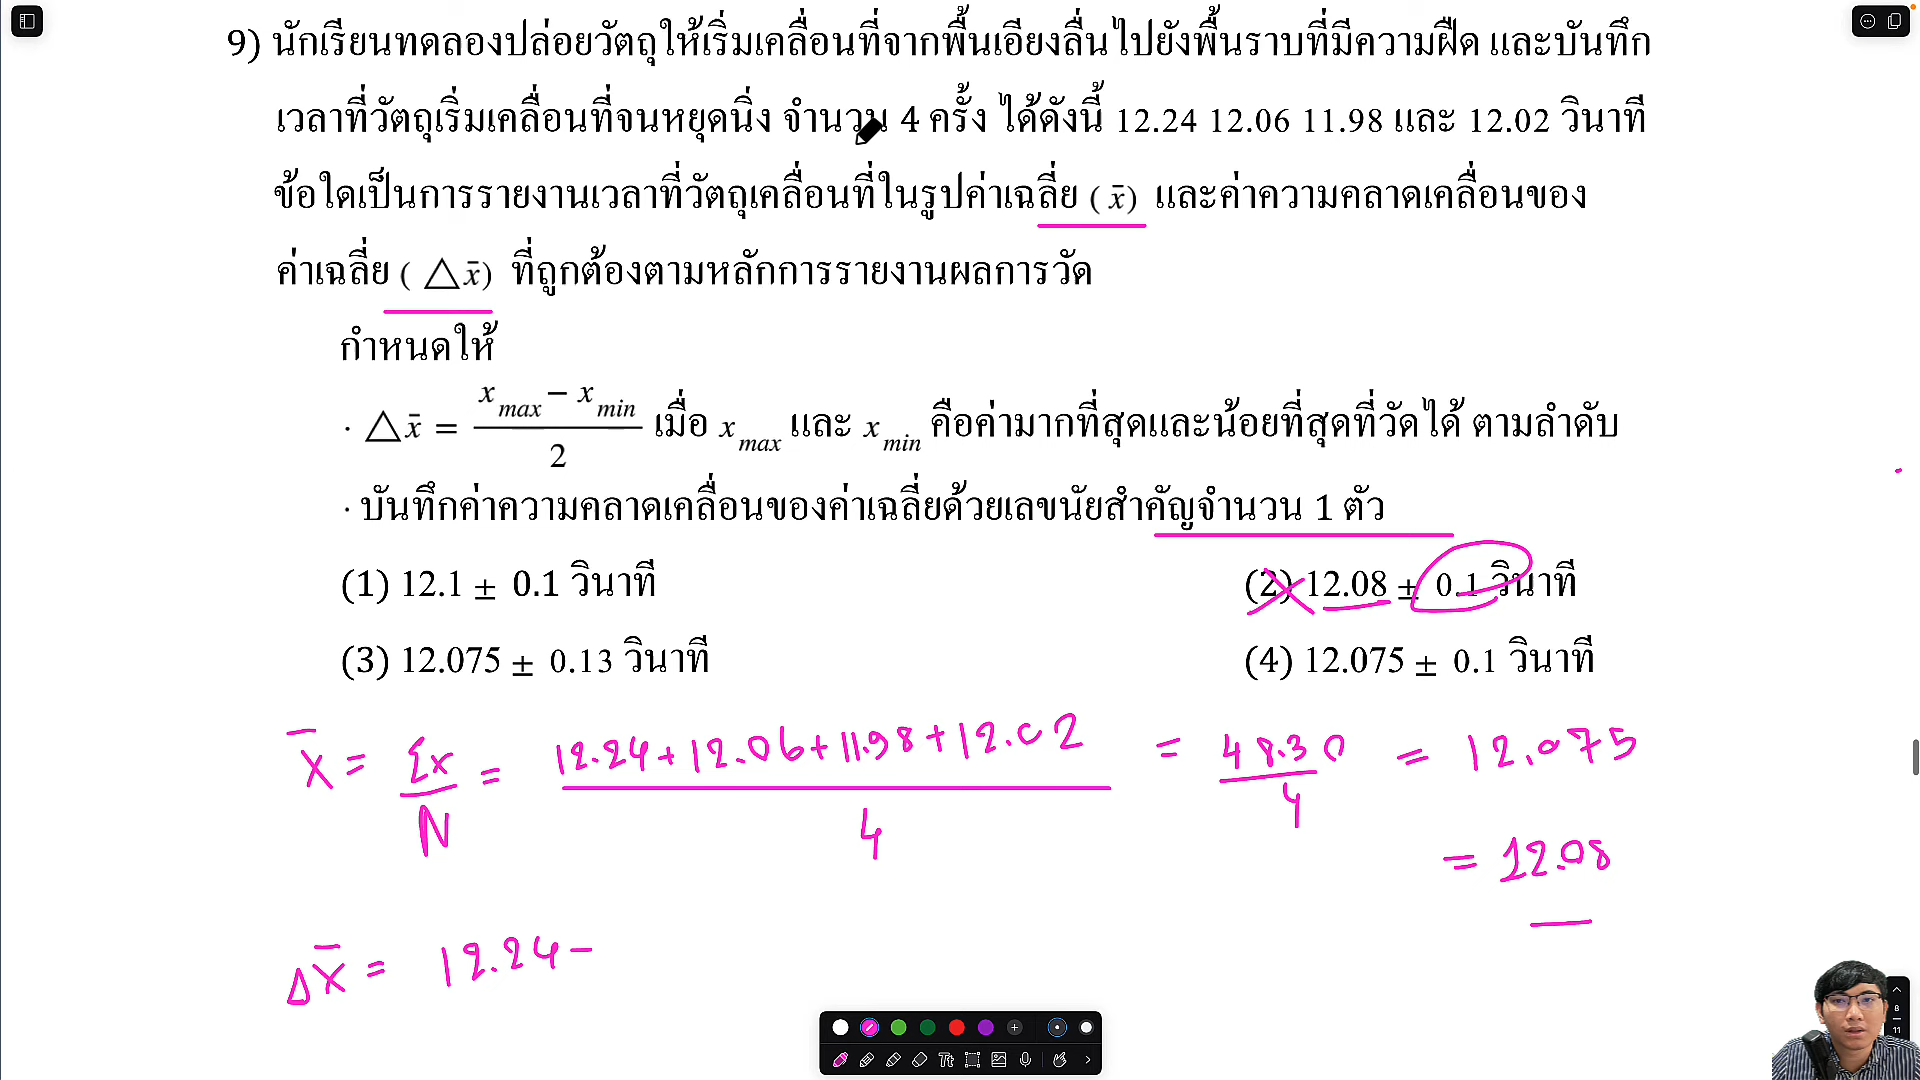 9) นักเรียนทดลองปล่อยวัตถุให้เริ่มเคลื่อนที่จากพื้นเอียงลื่นไปยังพื้นราบที่มีความฝืด และบันทึก
เวลาที่วัตถุเริ่มเคลื่อนที่จนหยุดนิ่ง จำนวน 4 ครั้ง ได้ดังนี้ 12.24 12.06 11.98 และ 12.02 วินาที
ข้อใดเป็นการรายงานเวลาที่วัตถุเคลื่อนที่ในรูปค่าเฉลี่ย ( x̄ ) และค่าความคลาดเคลื่อนของ
ค่าเฉลี่ย ( △x̄ ) ที่ถูกต้องตามหลักการรายงานผลการวัด
กำหนดให้
· △x̄ = (x_max − x_min) / 2 เมื่อ x_max และ x_min คือค่ามากที่สุดและน้อยที่สุดที่วัดได้ ตามลำดับ
· บันทึกค่าความคลาดเคลื่อนของค่าเฉลี่ยด้วยเลขนัยสำคัญจำนวน 1 ตัว
(1) 12.1 ± 0.1 วินาที (2) 12.08 ± 0.1 วินาที
(3) 12.075 ± 0.13 วินาที (4) 12.075 ± 0.1 วินาที
x̄ = Σx / N = (12.24+12.06+11.98+12.02) / 4 = 48.30 / 4 = 12.075
= 12.08
Δx̄ = 12.24 −
Tt
8
11